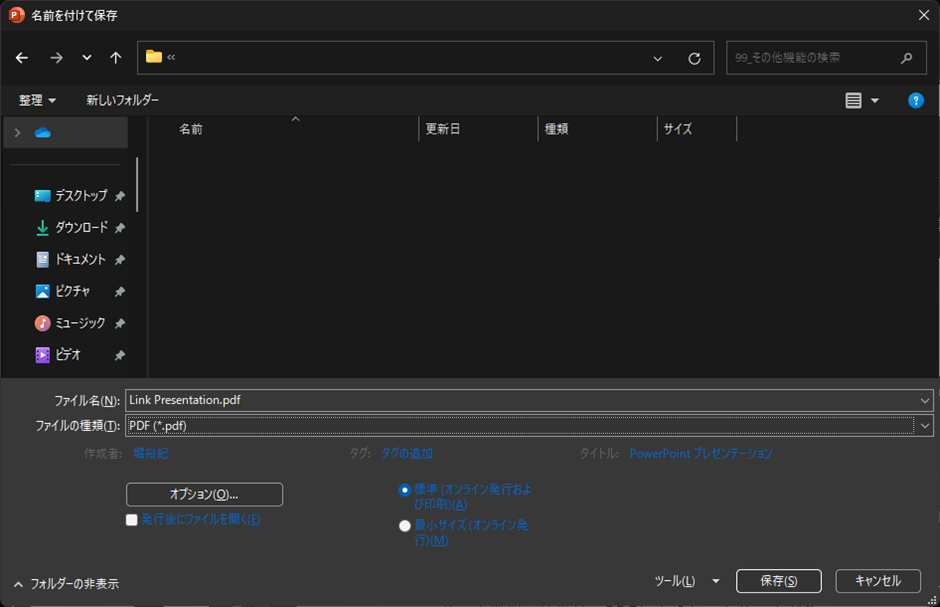 名前を付けて保存
«
99_その他機能の検索
整理
新しいフォルダー
名前
更新日
種類
サイズ
デスクトップ
ダウンロード
ドキュメント
ピクチャ
ミュージック
ビデオ
ファイル名(N): Link Presentation.pdf
ファイルの種類(T): PDF (*.pdf)
作成者: 堀裕紀
タグ: タグの追加
タイトル: PowerPoint プレゼンテーション
オプション(O)...
発行後にファイルを開く(E)
標準 (オンライン発行およ
び印刷)(A)
最小サイズ (オンライン発
行)(M)
フォルダーの非表示
ツール(L)
保存(S)
キャンセル